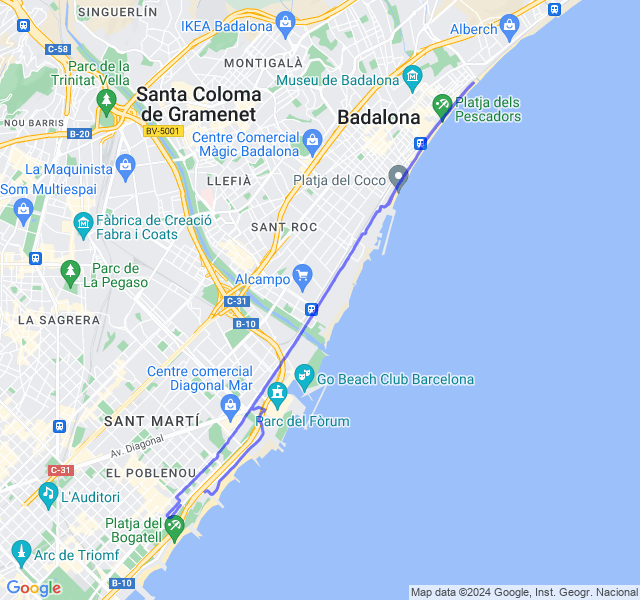 SINGUERLÍN
IKEA Badalona
Alberch
C-58
MONTIGALÀ
Parc de la
Trinitat Vella
Museu de Badalona
Santa Coloma
de Gramenet
Badalona
Platja dels
Pescadors
NOU BARRIS
B-20
BV-5001
Centre Comercial
Màgic Badalona
La Maquinista
Som Multiespai
LLEFIÀ
Platja del Coco
Fàbrica de Creació
Fabra i Coats
SANT ROC
Parc de
La Pegaso
Alcampo
C-31
LA SAGRERA
B-10
Centre comercial
Diagonal Mar
Go Beach Club Barcelona
SANT MARTÍ
Parc del Fòrum
Av. Diagonal
C-31
EL POBLENOU
L'Auditori
Platja del
Bogatell
Arc de Triomf
B-10
Google
Map data ©2024 Google, Inst. Geogr. Nacional